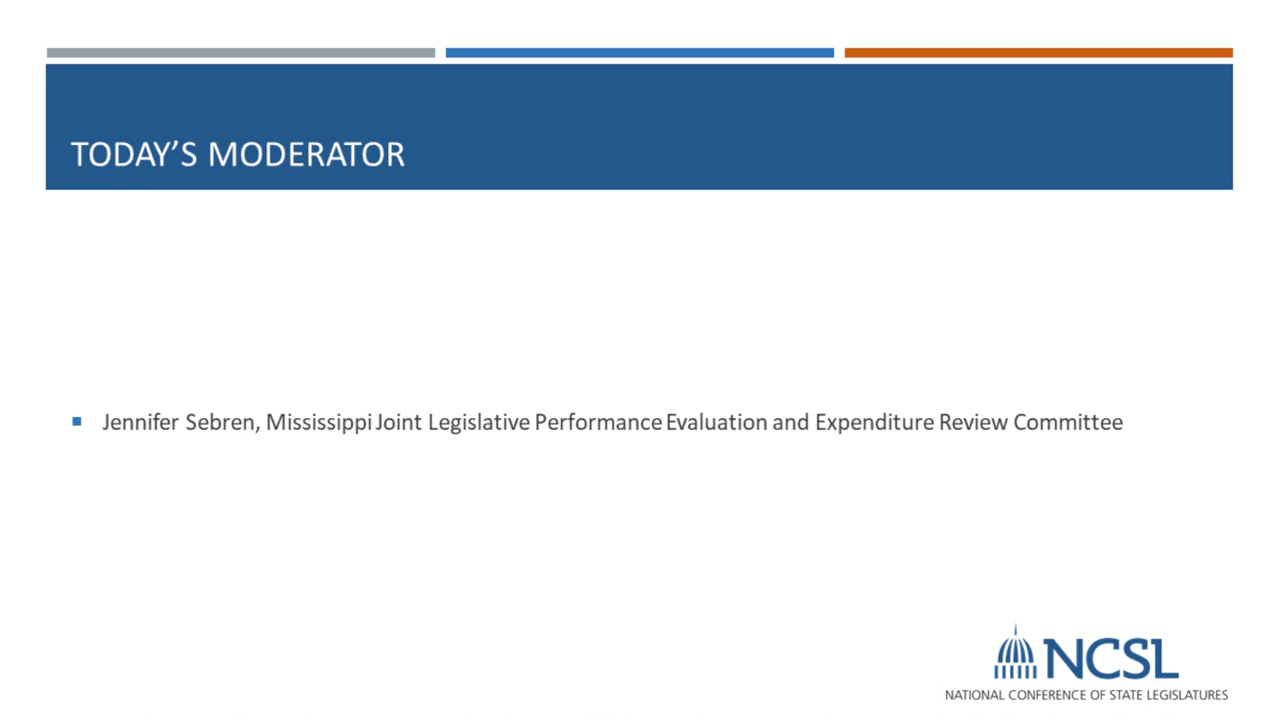 TODAY’S MODERATOR
Jennifer Sebren, Mississippi Joint Legislative Performance Evaluation and Expenditure Review Committee
NCSL
NATIONAL CONFERENCE OF STATE LEGISLATURES